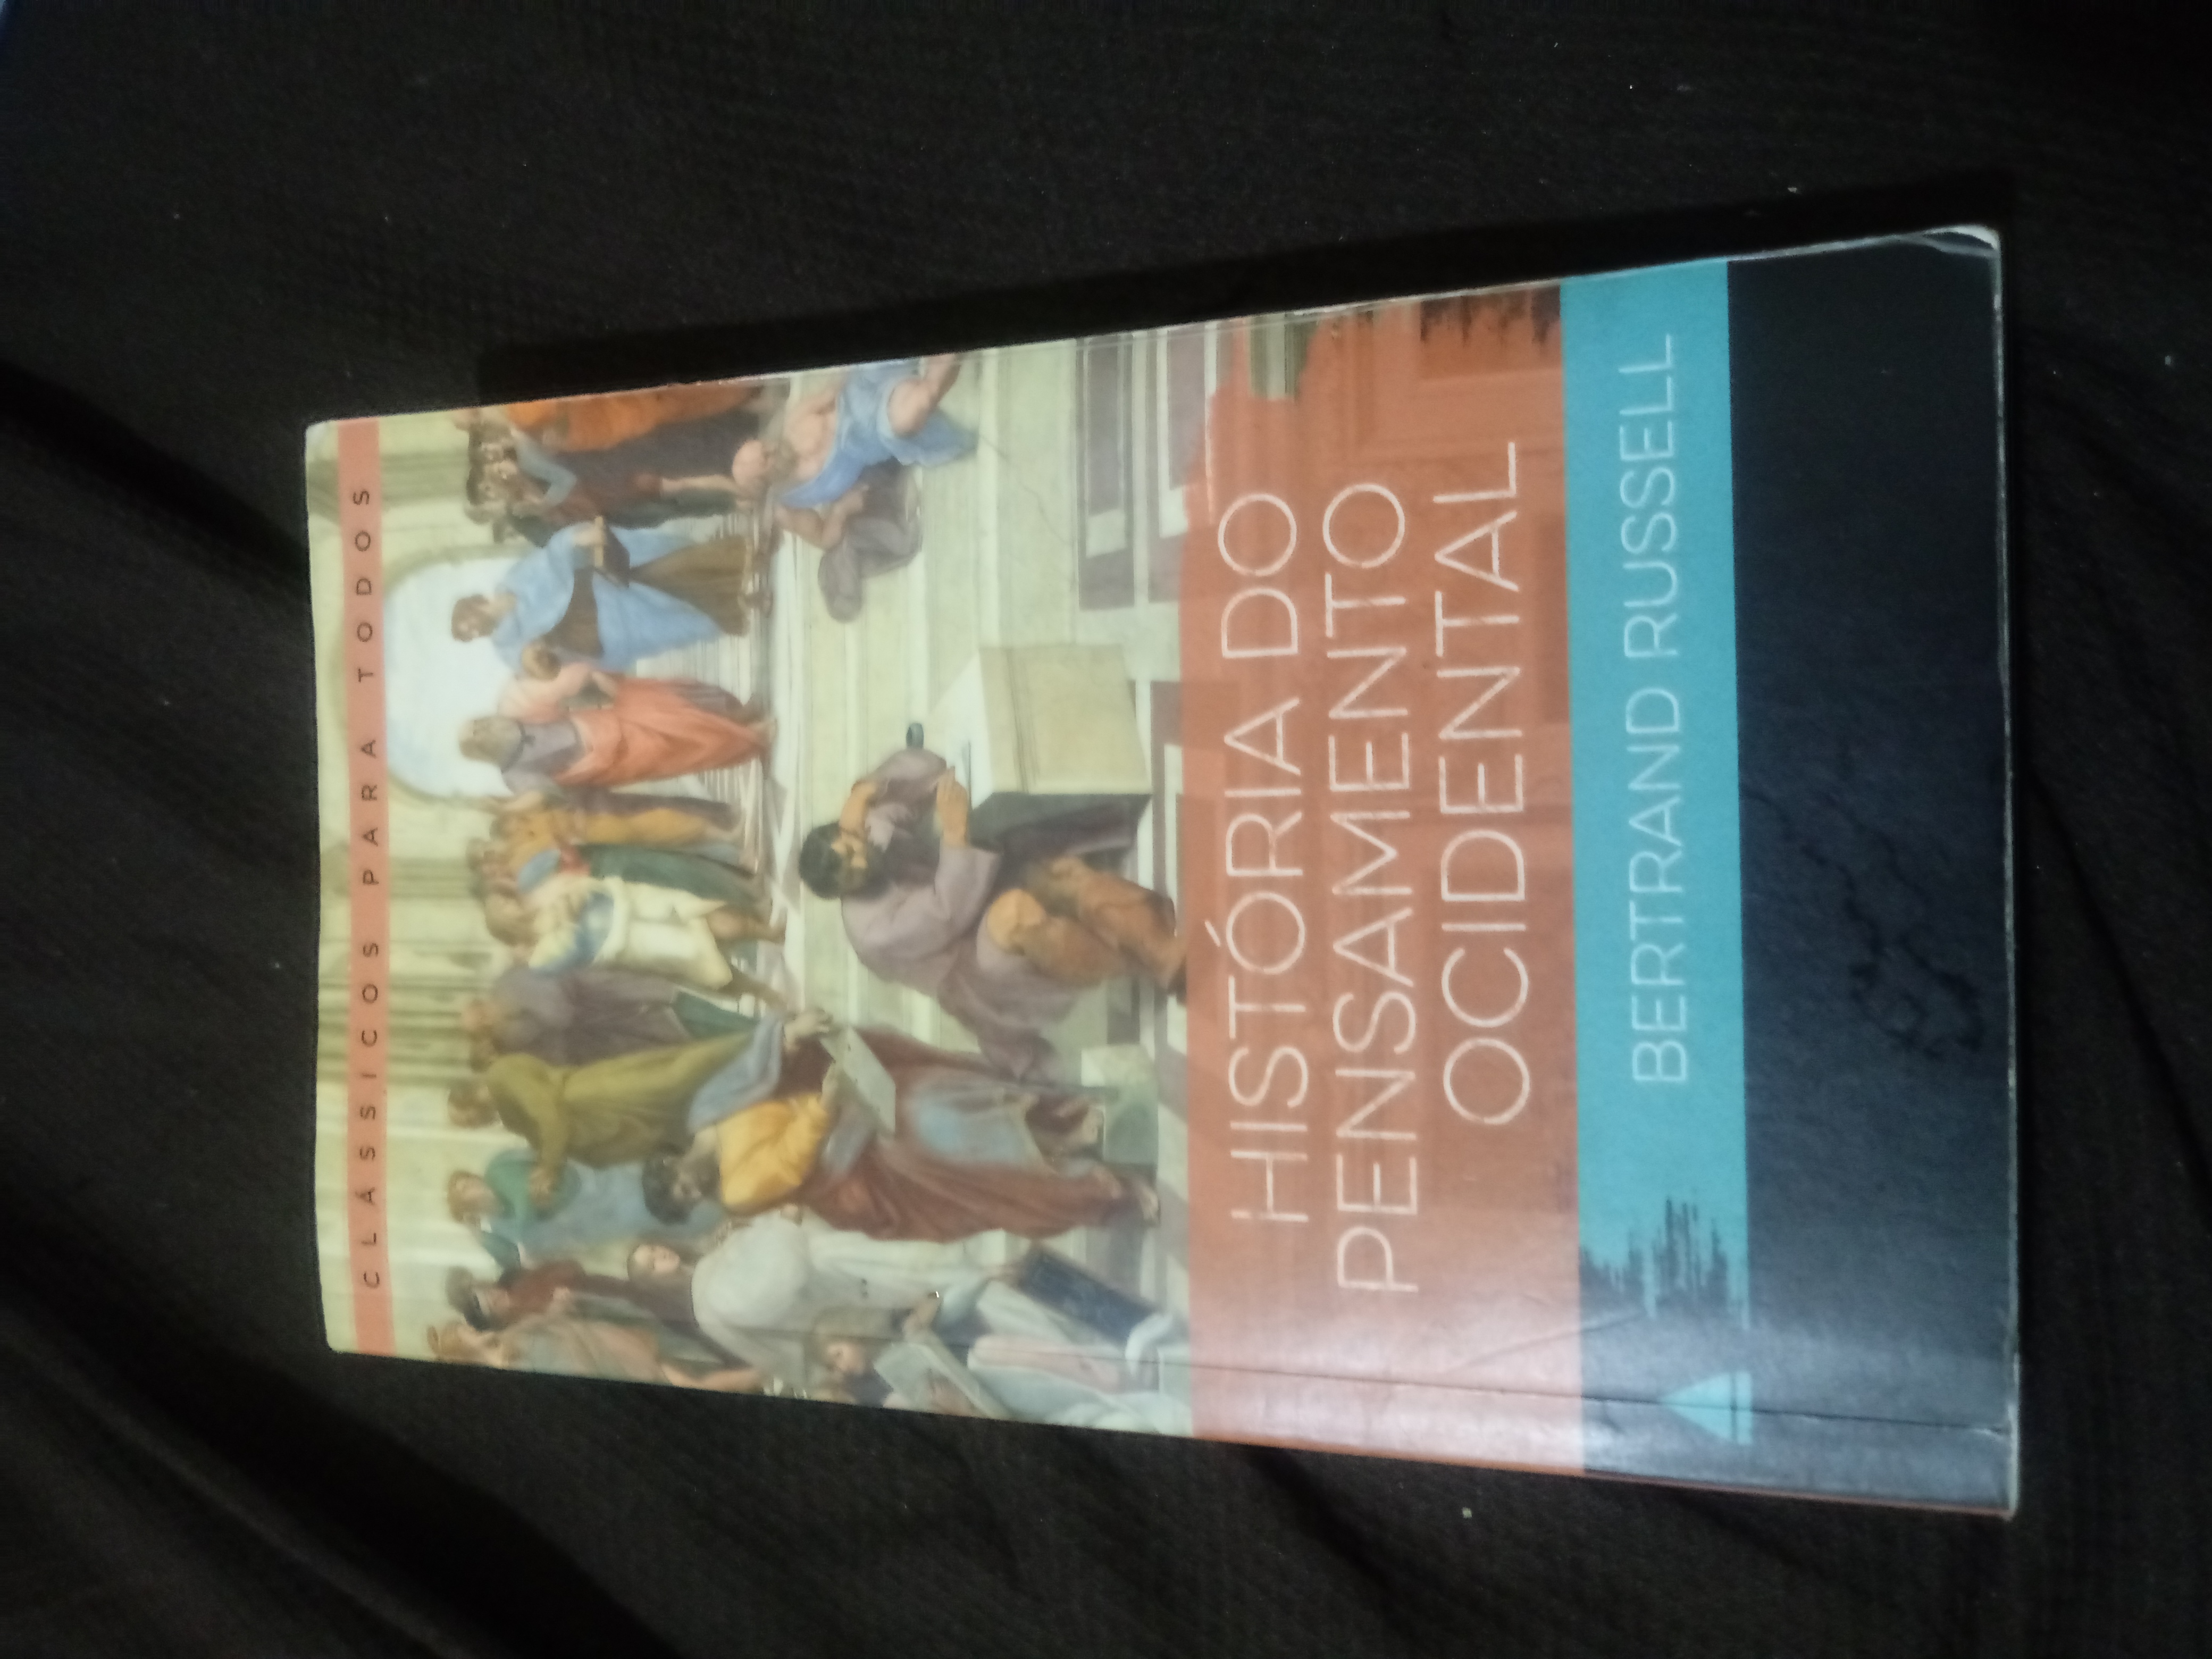 CLÁSSICOS PARA TODOS
HISTÓRIA DO
PENSAMENTO
OCIDENTAL
BERTRAND RUSSELL